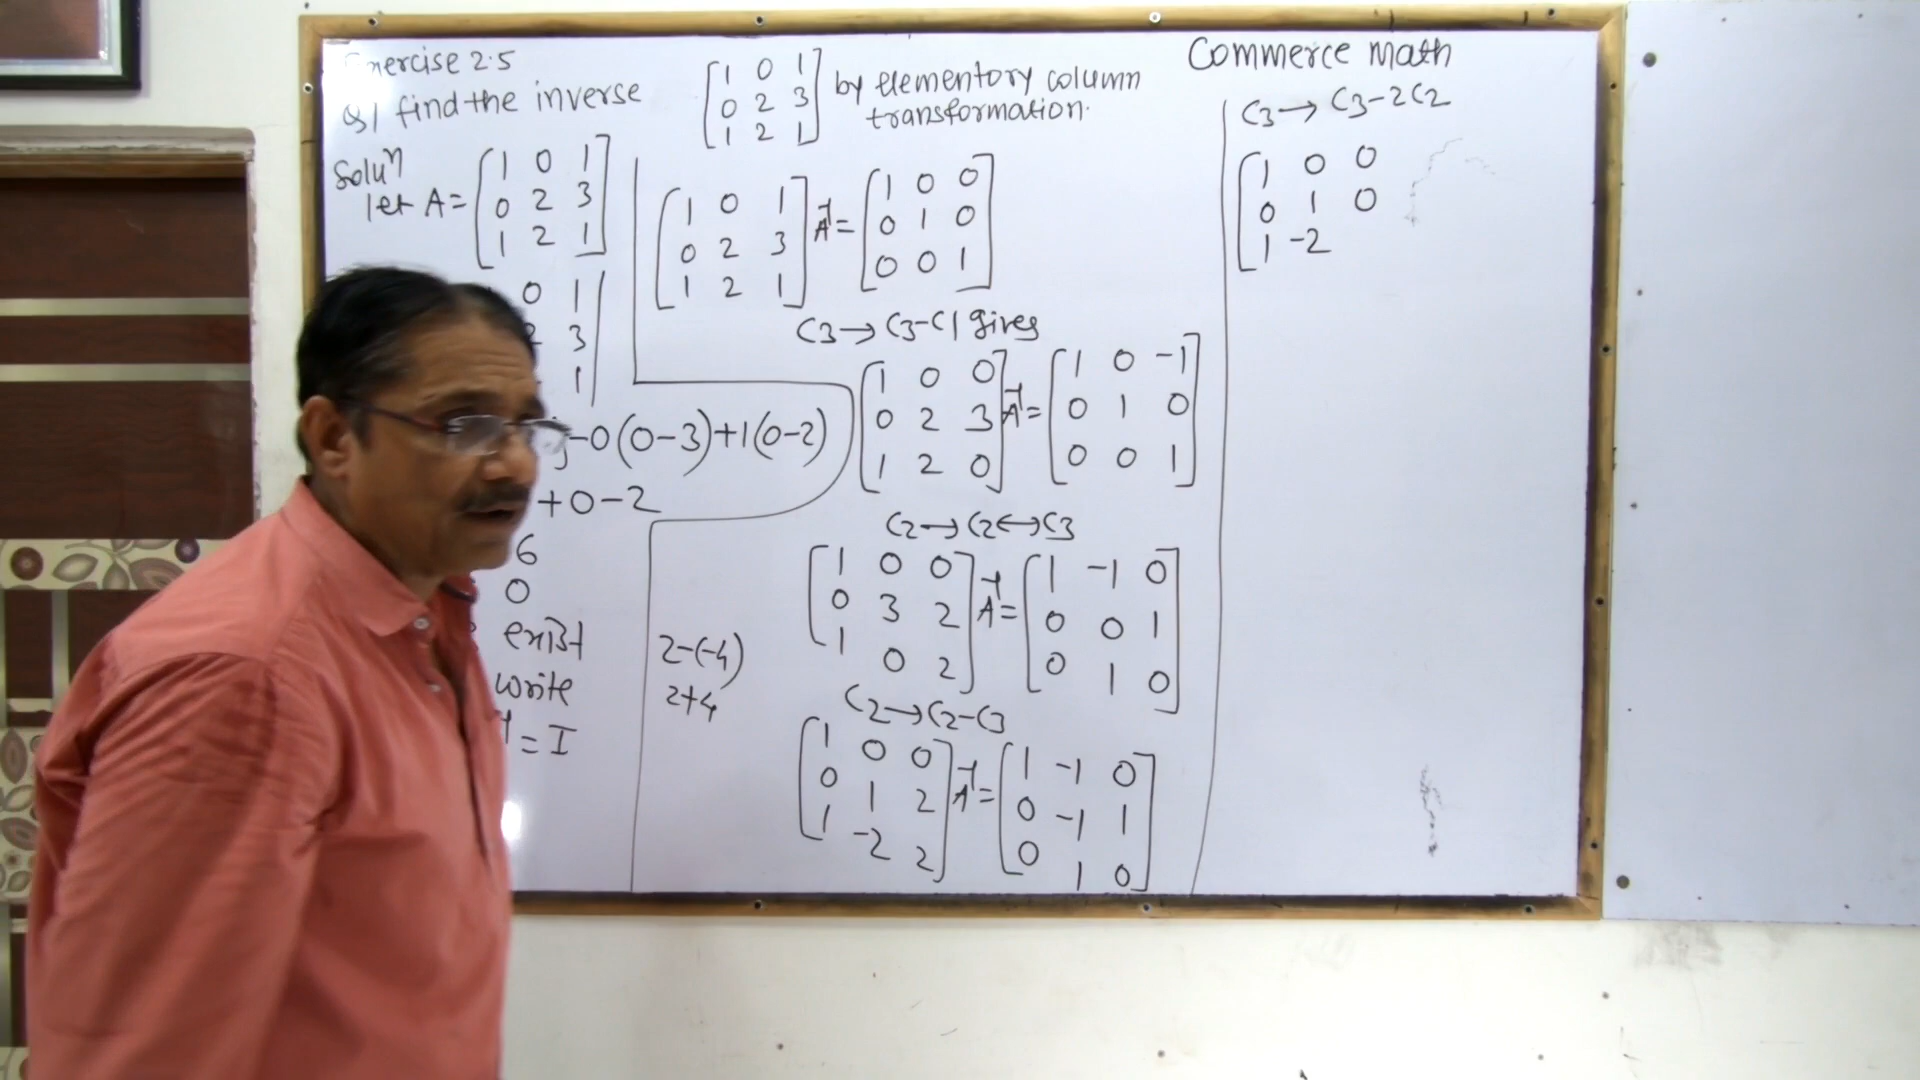 Exercise 2.5
Q1 find the inverse [1 0 1
0 2 3
1 2 1] by elementory column
transformation.
Commerce Math
Solun
let A = [1 0 1
0 2 3
1 2 1]
0 1
3
1
-0(0-3)+1(0-2)
+0-2
6
0
exist
write
= I
[1 0 1
0 2 3
1 2 1] A⁻¹ = [1 0 0
0 1 0
0 0 1]
C3→C3-C1 gives
[1 0 0
0 2 3
1 2 0] A⁻¹ = [1 0 -1
0 1 0
0 0 1]
C2→C2↔C3
[1 0 0
0 3 2
1 0 2] A⁻¹ = [1 -1 0
0 0 1
0 1 0]
2-(-4)
2+4
C2→C2-C3
[1 0 0
0 1 2
1 -2 2] A⁻¹ = [1 -1 0
0 -1 1
0 1 0]
C3→C3-2C2
[1 0 0
0 1 0
1 -2